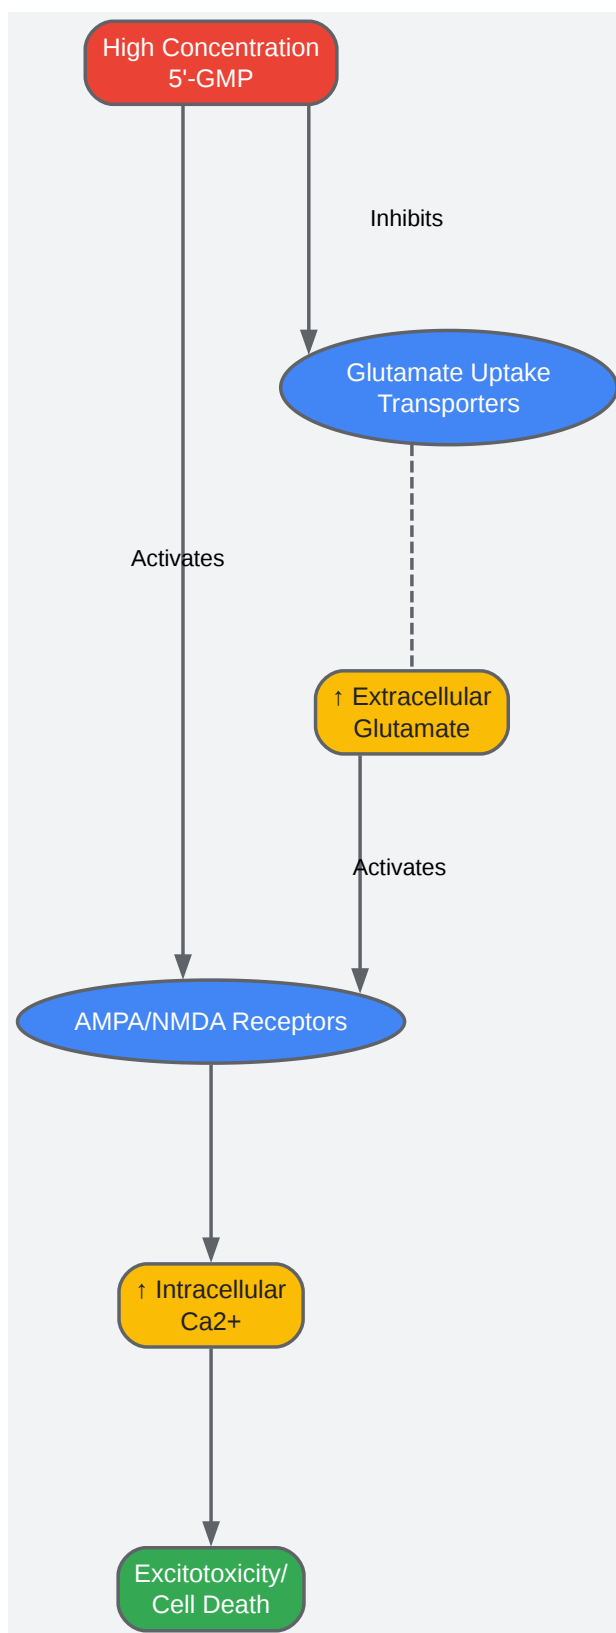 High Concentration
5'-GMP
Inhibits
Glutamate Uptake
Transporters
Activates
↑ Extracellular
Glutamate
Activates
AMPA/NMDA Receptors
↑ Intracellular
Ca2+
Excitotoxicity/
Cell Death